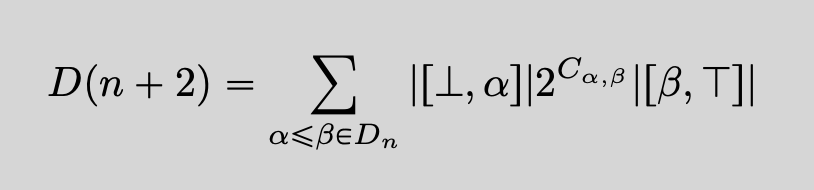 D(n + 2) = ∑_{α⩽β∈D_n} |[⊥, α]|2^{C_{α,β}}|[β, ⊤]|